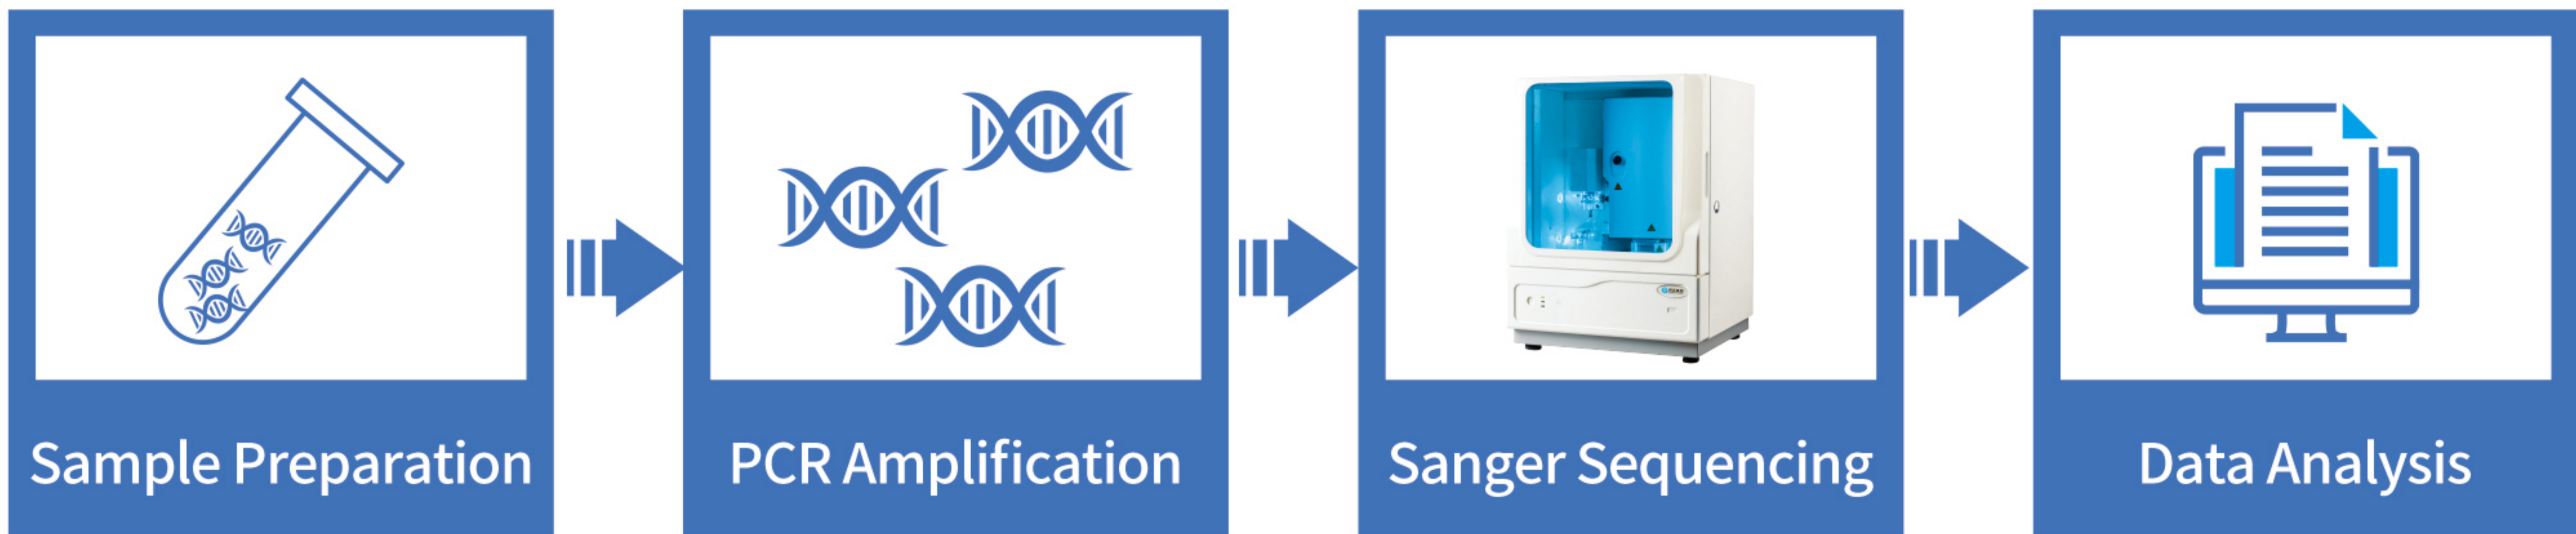 Sample Preparation
PCR Amplification
Sanger Sequencing
Data Analysis